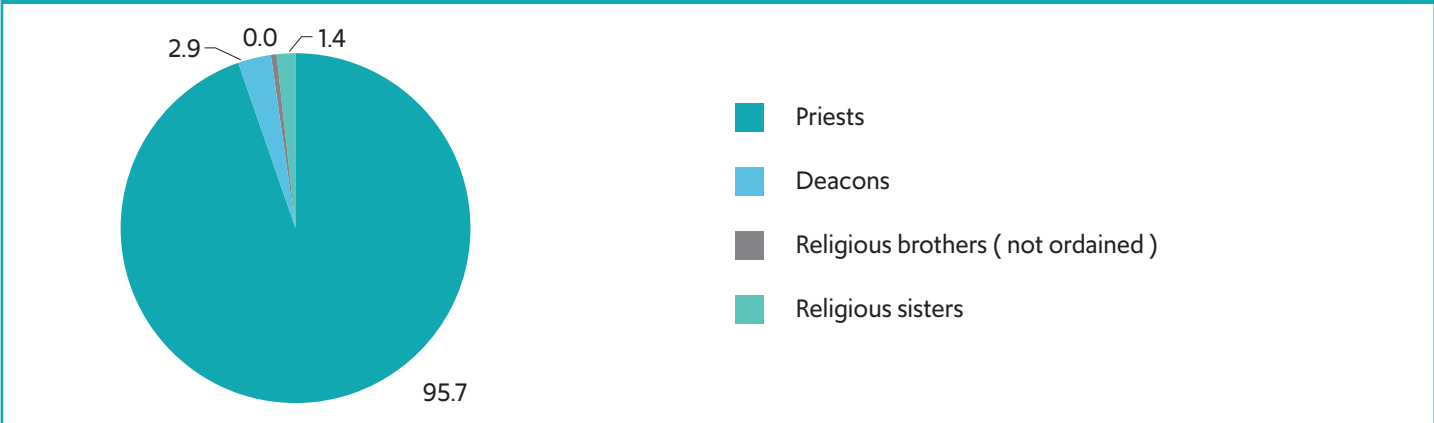 2.9
0.0
1.4
95.7
Priests
Deacons
Religious brothers ( not ordained )
Religious sisters